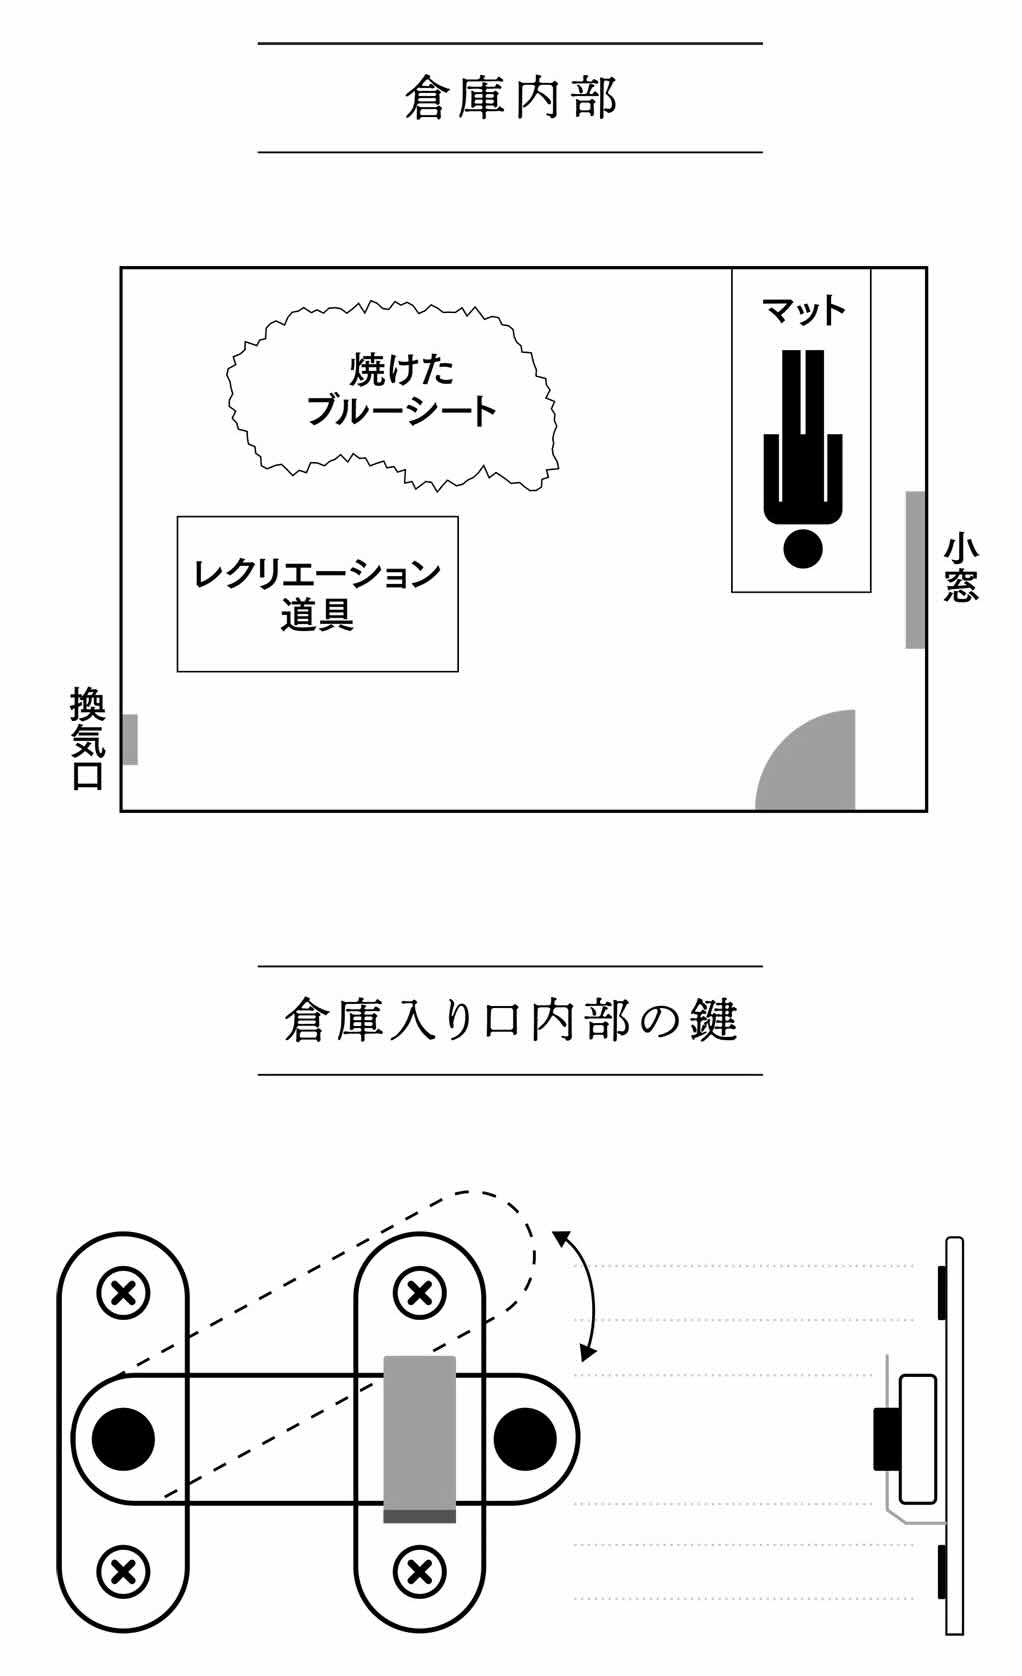 倉庫内部
マット
焼けた
ブルーシート
小窓
レクリエーション
道具
換気口
倉庫入り口内部の鍵